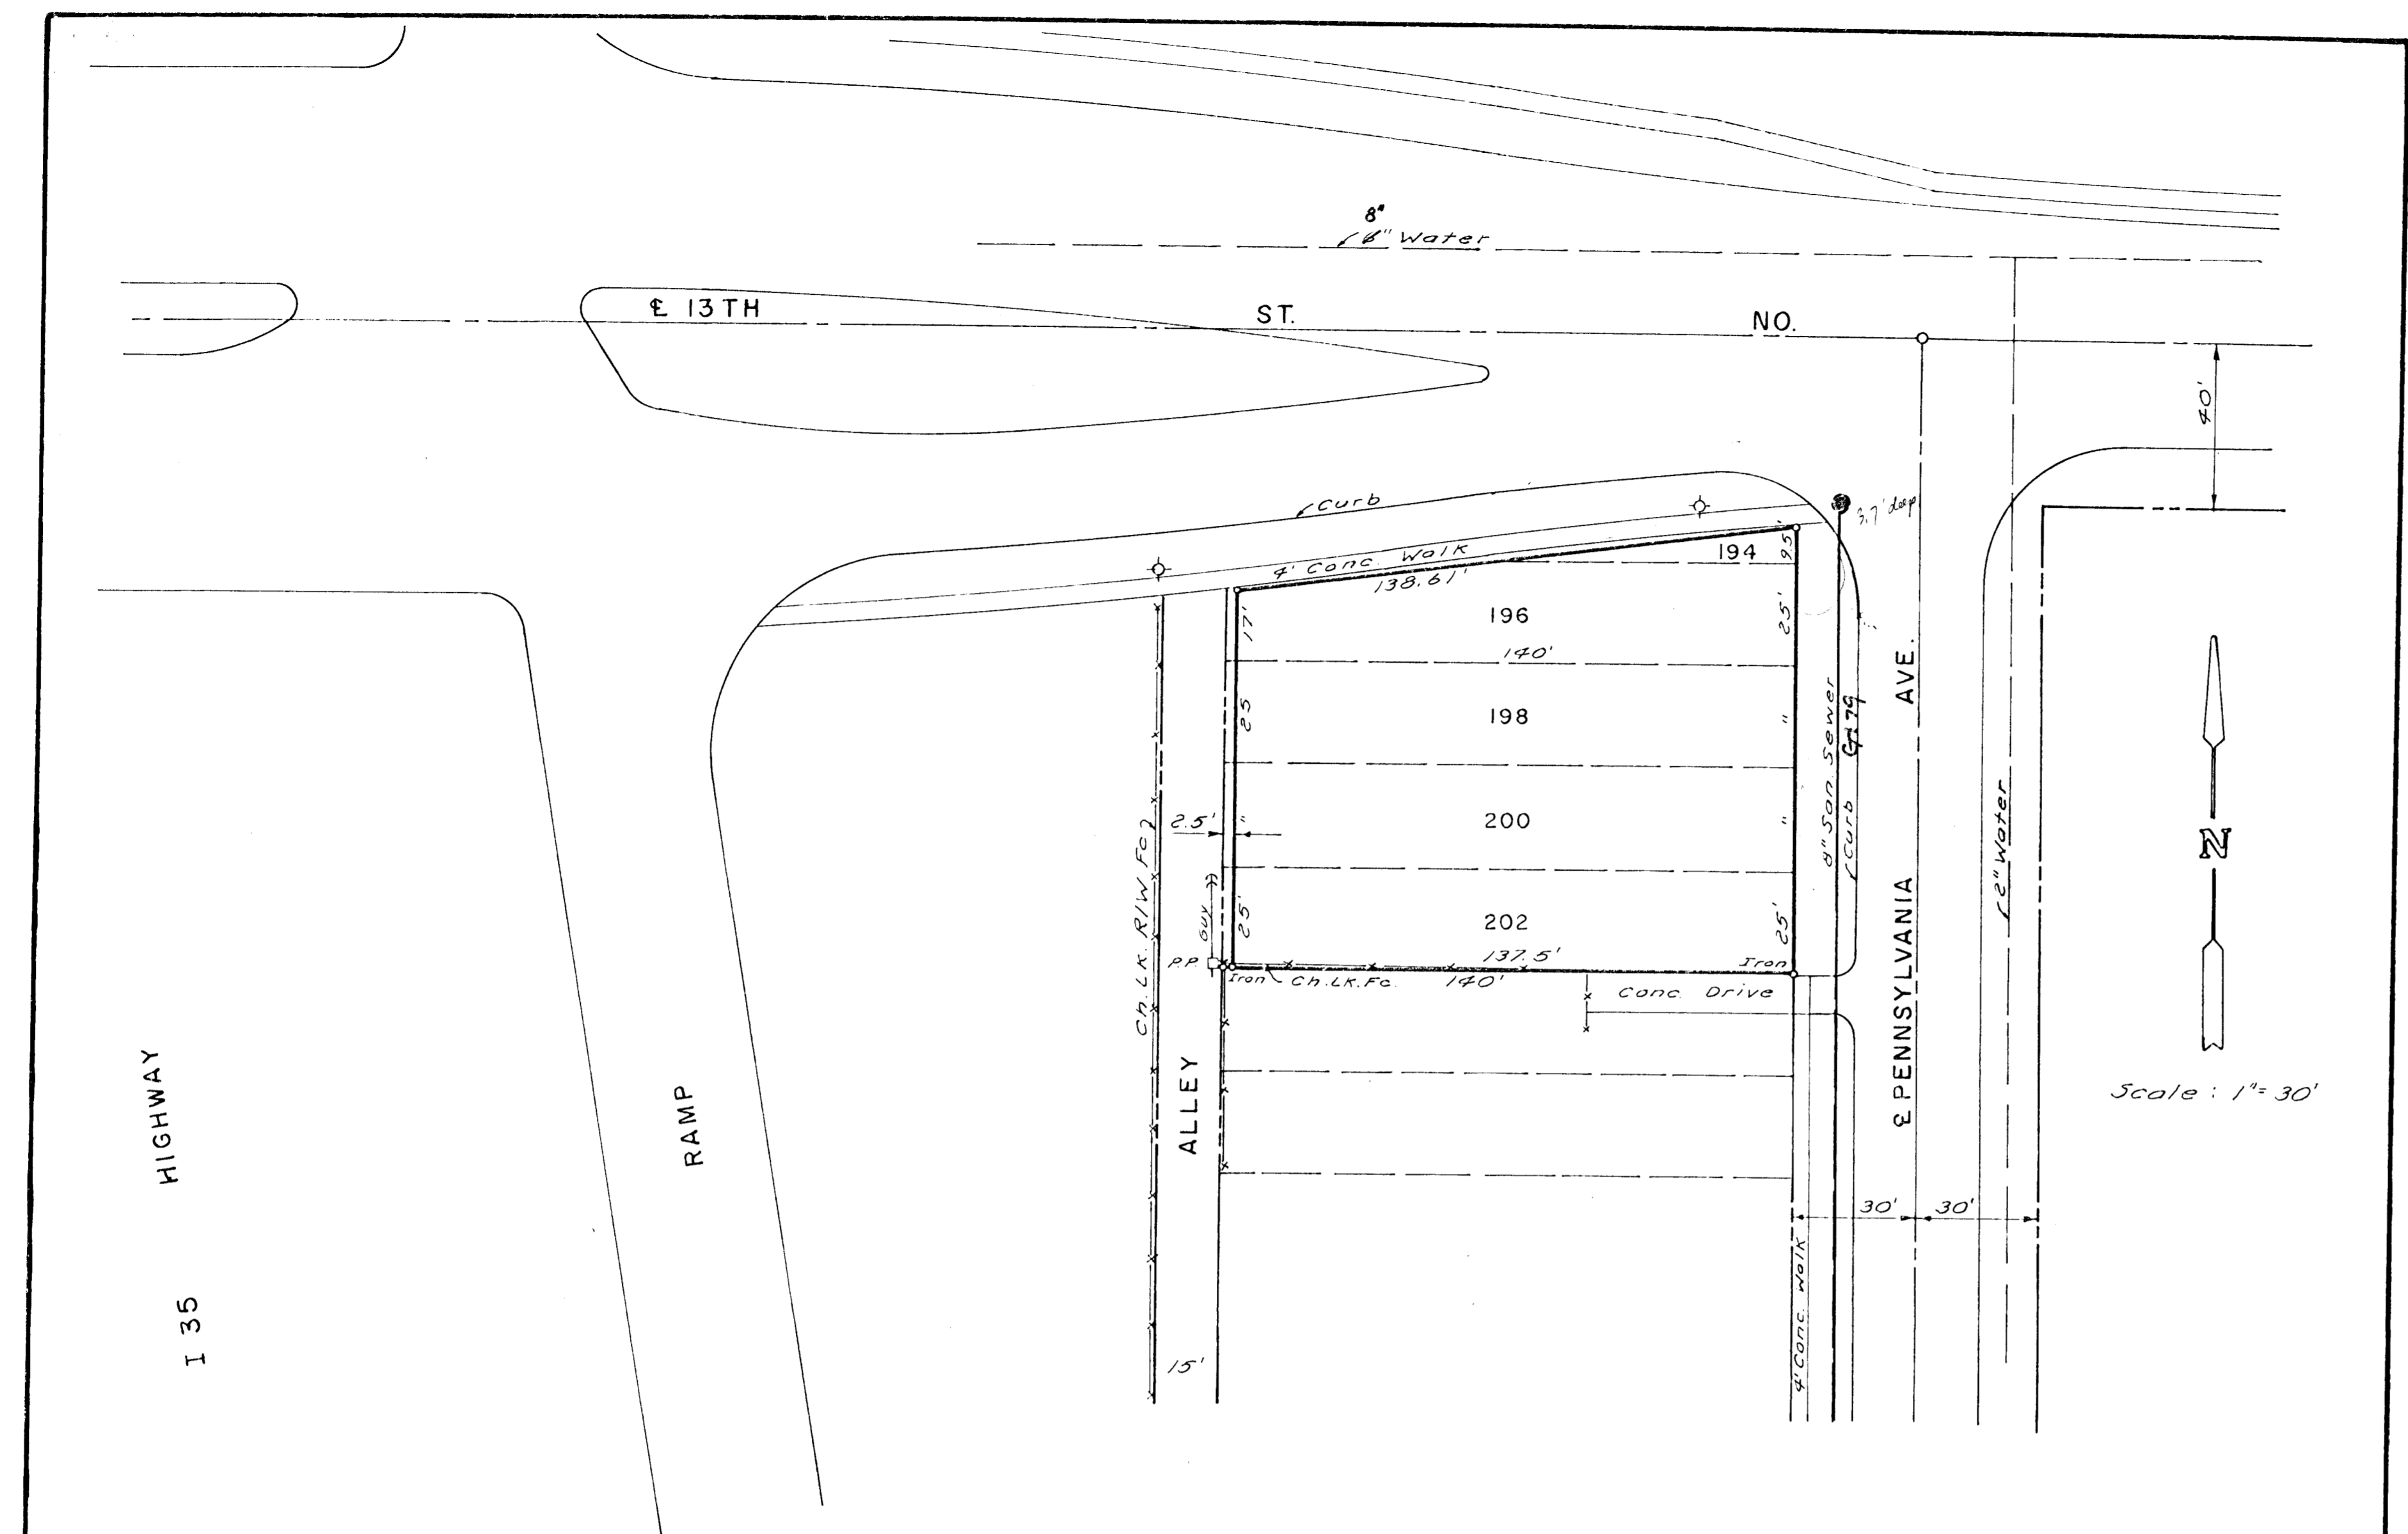 8"
6" Water
℄ 13TH ST. NO.
40'
Curb
3.7' deep
4' Conc. Walk
138.61'
194
9.5'
17'
196
25'
140'
25
198
"
2.5'
"
200
"
8" San. Sewer
Curb
AVE.
2" Water
N
Ch. LK. R/W Fc.
Guy
25'
202
25'
P.P.
137.5'
Iron
Iron
Ch. LK. Fc.
140'
Conc. Drive
℄ PENNSYLVANIA
Scale : 1"= 30'
HIGHWAY
RAMP
ALLEY
30'
30'
I 35
15'
4' Conc. Walk